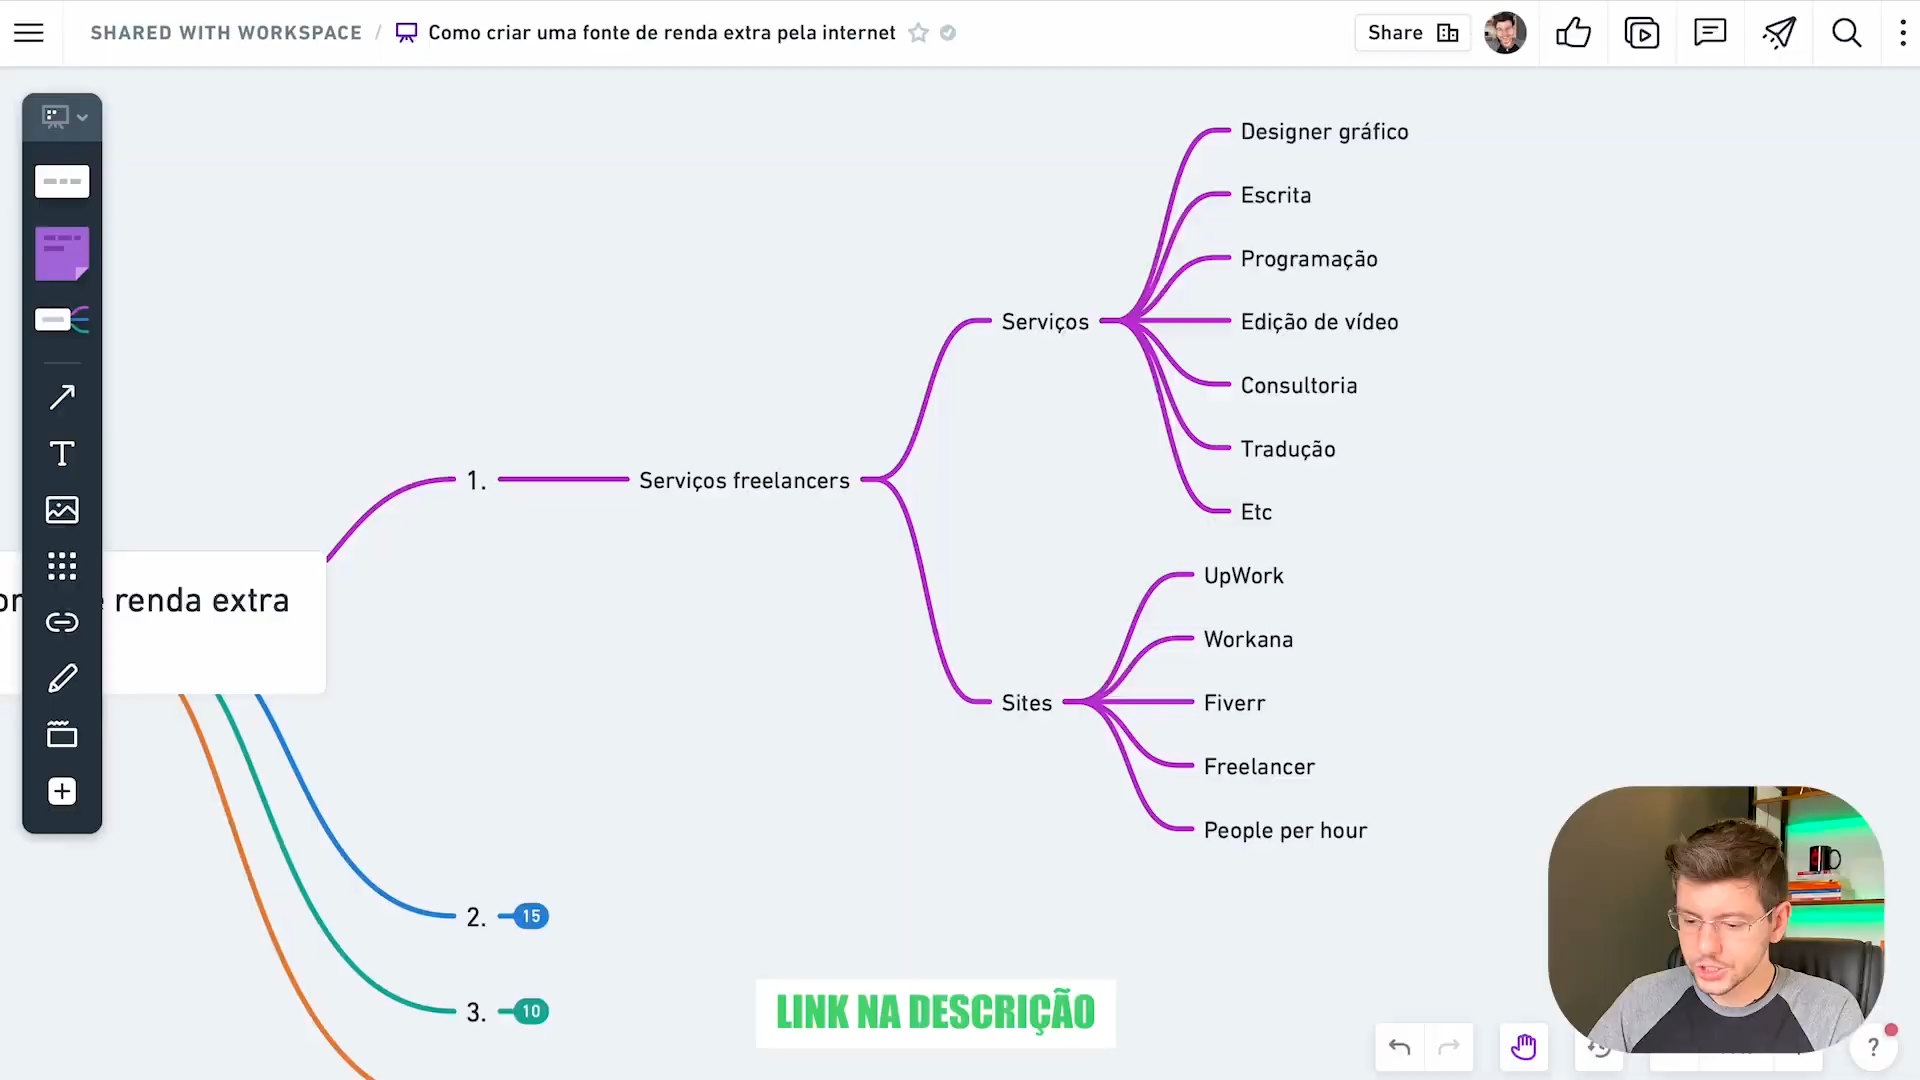 SHARED WITH WORKSPACE / Como criar uma fonte de renda extra pela internet
Share
Designer gráfico
Escrita
Programação
Edição de vídeo
Consultoria
Tradução
Etc
Serviços
1.
Serviços freelancers
renda extra
UpWork
Workana
Fiverr
Freelancer
People per hour
Sites
2. 15
3. 10
LINK NA DESCRIÇÃO
?